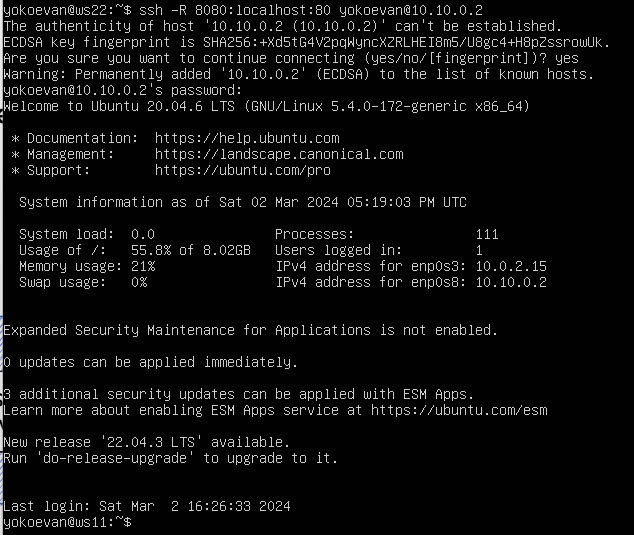 yokoevan@ws22:~$ ssh -R 8080:localhost:80 yokoevan@10.10.0.2
The authenticity of host '10.10.0.2 (10.10.0.2)' can't be established.
ECDSA key fingerprint is SHA256:+Xd5tG4V2pqWyncXZRLHEI8m5/U8gc4+H8pZssrowUk.
Are you sure you want to continue connecting (yes/no/[fingerprint])? yes
Warning: Permanently added '10.10.0.2' (ECDSA) to the list of known hosts.
yokoevan@10.10.0.2's password:
Welcome to Ubuntu 20.04.6 LTS (GNU/Linux 5.4.0-172-generic x86_64)
* Documentation:  https://help.ubuntu.com
* Management:     https://landscape.canonical.com
* Support:        https://ubuntu.com/pro
System information as of Sat 02 Mar 2024 05:19:03 PM UTC
System load:  0.0               Processes:               111
Usage of /:   55.8% of 8.02GB   Users logged in:         1
Memory usage: 21%               IPv4 address for enp0s3: 10.0.2.15
Swap usage:   0%                IPv4 address for enp0s8: 10.10.0.2
Expanded Security Maintenance for Applications is not enabled.
0 updates can be applied immediately.
3 additional security updates can be applied with ESM Apps.
Learn more about enabling ESM Apps service at https://ubuntu.com/esm
New release '22.04.3 LTS' available.
Run 'do-release-upgrade' to upgrade to it.
Last login: Sat Mar  2 16:26:33 2024
yokoevan@ws11:~$